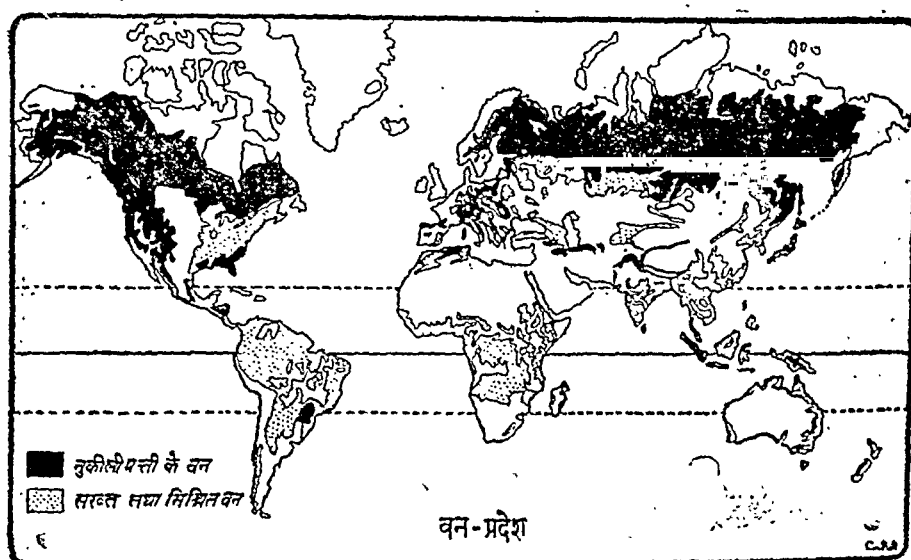 नुकीली पत्ती के वन
सख्त तथा मिश्रित वन
वन-प्रदेश